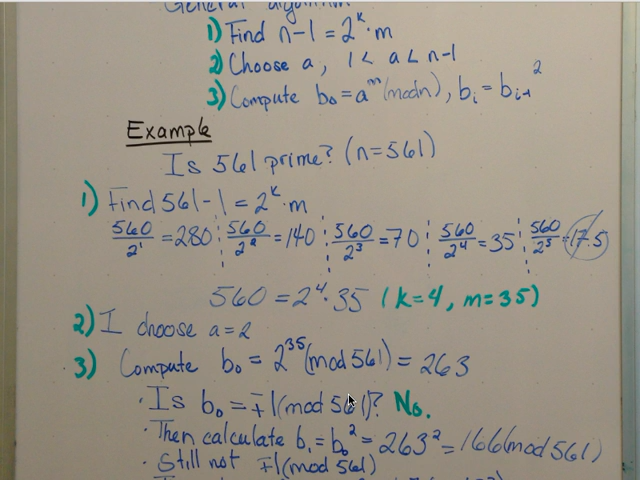 General algorithm
1) Find n-1 = 2^k · m
2) Choose a, 1 < a < n-1
3) Compute b₀ = a^m (mod n), bᵢ = bᵢ₋₁²
Example
Is 561 prime? (n=561)
1) Find 561-1 = 2^k · m
560/2¹ = 280 ¦ 560/2² = 140 ¦ 560/2³ = 70 ¦ 560/2⁴ = 35 ¦ 560/2⁵ = 17.5
560 = 2⁴ · 35 (k=4, m=35)
2) I choose a=2
3) Compute b₀ = 2³⁵ (mod 561) = 263
· Is b₀ = ∓1 (mod 561)? No.
· Then calculate b₁ = b₀² = 263² = 166 (mod 561)
· Still not ∓1 (mod 561)